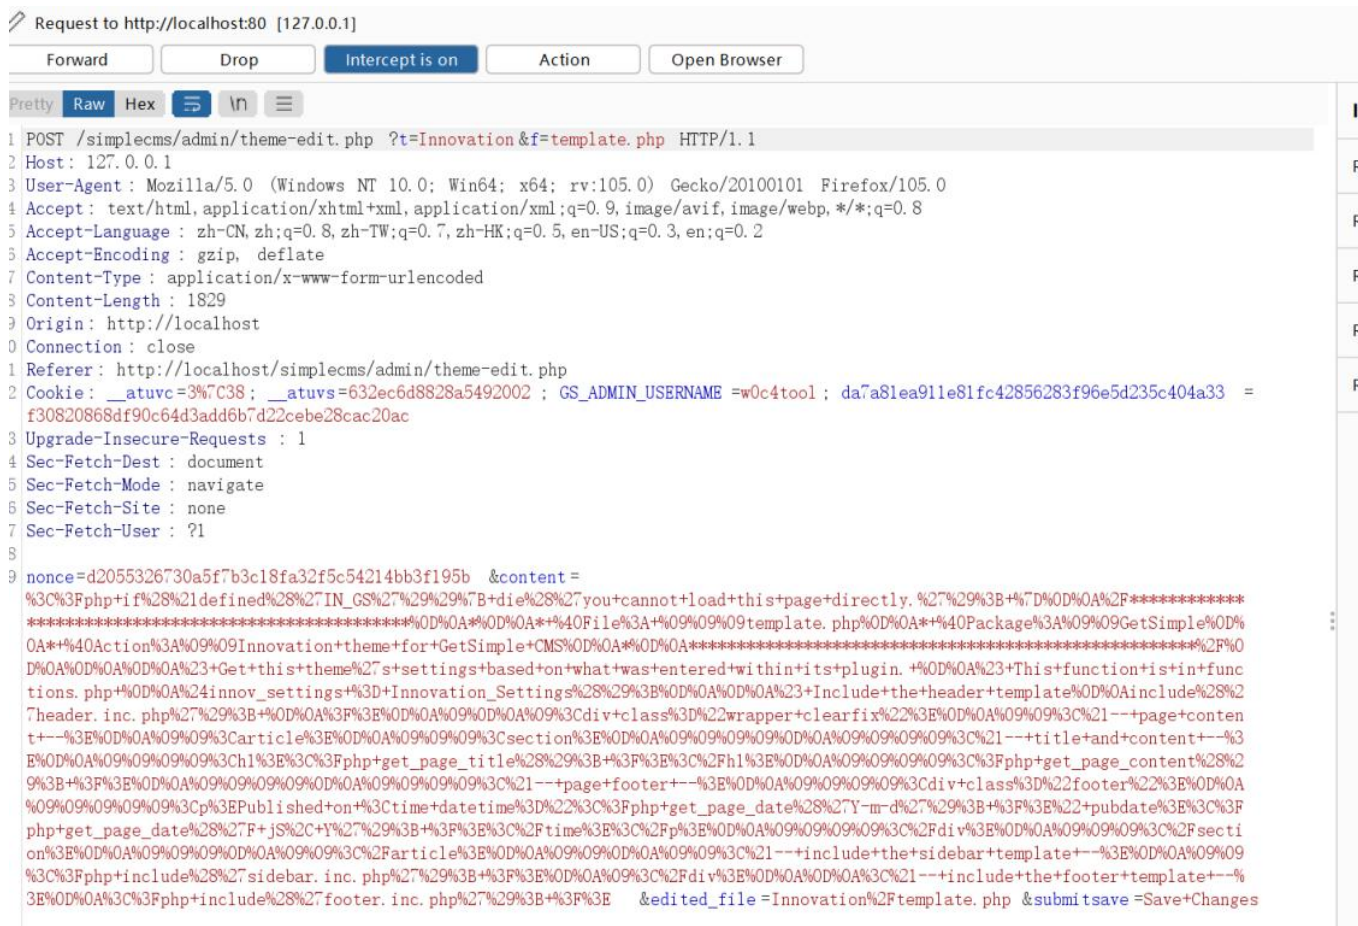 Request to http://localhost:80 [127.0.0.1]
Forward Drop Intercept is on Action Open Browser
Pretty Raw Hex \n
1 POST /simplecms/admin/theme-edit.php ?t=Innovation&f=template.php HTTP/1.1
2 Host: 127.0.0.1
3 User-Agent: Mozilla/5.0 (Windows NT 10.0; Win64; x64; rv:105.0) Gecko/20100101 Firefox/105.0
4 Accept: text/html,application/xhtml+xml,application/xml;q=0.9,image/avif,image/webp,*/*;q=0.8
5 Accept-Language: zh-CN,zh;q=0.8,zh-TW;q=0.7,zh-HK;q=0.5,en-US;q=0.3,en;q=0.2
6 Accept-Encoding: gzip, deflate
7 Content-Type: application/x-www-form-urlencoded
8 Content-Length: 1829
9 Origin: http://localhost
0 Connection: close
1 Referer: http://localhost/simplecms/admin/theme-edit.php
2 Cookie: __atuvc=3%7C38; __atuvs=632ec6d8828a5492002; GS_ADMIN_USERNAME=w0c4tool; da7a81ea911e81fc42856283f96e5d235c404a33 =
f30820868df90c64d3add6b7d22cebe28cac20ac
3 Upgrade-Insecure-Requests: 1
4 Sec-Fetch-Dest: document
5 Sec-Fetch-Mode: navigate
6 Sec-Fetch-Site: none
7 Sec-Fetch-User: ?1
8
9 nonce=d2055326730a5f7b3c18fa32f5c54214bb3f195b &content=
%3C%3Fphp+if%28%21defined%28%27IN_GS%27%29%29%7B+die%28%27you+cannot+load+this+page+directly.%27%29%3B+%7D%0D%0A%2F************
****************************************%0D%0A*%0D%0A*+%40File%3A+%09%09%09template.php%0D%0A*+%40Package%3A%09%09GetSimple%0D%
0A*+%40Action%3A%09%09Innovation+theme+for+GetSimple+CMS%0D%0A*%0D%0A*****************************************************%2F%0
D%0A%0D%0A%0D%0A%23+Get+this+theme%27s+settings+based+on+what+was+entered+within+its+plugin.+%0D%0A%23+This+function+is+in+func
tions.php+%0D%0A%24innov_settings+%3D+Innovation_Settings%28%29%3B%0D%0A%0D%0A%23+Include+the+header+template%0D%0Ainclude%28%2
7header.inc.php%27%29%3B+%0D%0A%3F%3E%0D%0A%09%0D%0A%09%3Cdiv+class%3D%22wrapper+clearfix%22%3E%0D%0A%09%09%3C%21--+page+conten
t+--%3E%0D%0A%09%09%3Carticle%3E%0D%0A%09%09%09%3Csection%3E%0D%0A%09%09%09%09%0D%0A%09%09%09%09%3C%21--+title+and+content+--%3
E%0D%0A%09%09%09%09%3Ch1%3E%3C%3Fphp+get_page_title%28%29%3B+%3F%3E%3C%2Fh1%3E%0D%0A%09%09%09%09%3C%3Fphp+get_page_content%28%2
9%3B+%3F%3E%0D%0A%09%09%09%09%0D%0A%09%09%09%09%3C%21--+page+footer+--%3E%0D%0A%09%09%09%09%3Cdiv+class%3D%22footer%22%3E%0D%0A
%09%09%09%09%09%3Cp%3EPublished+on+%3Ctime+datetime%3D%22%3C%3Fphp+get_page_date%28%27Y-m-d%27%29%3B+%3F%3E%22+pubdate%3E%3C%3F
php+get_page_date%28%27F+jS%2C+Y%27%29%3B+%3F%3E%3C%2Ftime%3E%3C%2Fp%3E%0D%0A%09%09%09%09%3C%2Fdiv%3E%0D%0A%09%09%09%3C%2Fsecti
on%3E%0D%0A%09%09%09%0D%0A%09%09%3C%2Farticle%3E%0D%0A%09%09%0D%0A%09%09%3C%21--+include+the+sidebar+template+--%3E%0D%0A%09%09
%3C%3Fphp+include%28%27sidebar.inc.php%27%29%3B+%3F%3E%0D%0A%09%3C%2Fdiv%3E%0D%0A%0D%0A%3C%21--+include+the+footer+template+--%
3E%0D%0A%3C%3Fphp+include%28%27footer.inc.php%27%29%3B+%3F%3E &edited_file=Innovation%2Ftemplate.php &submitsave=Save+Changes